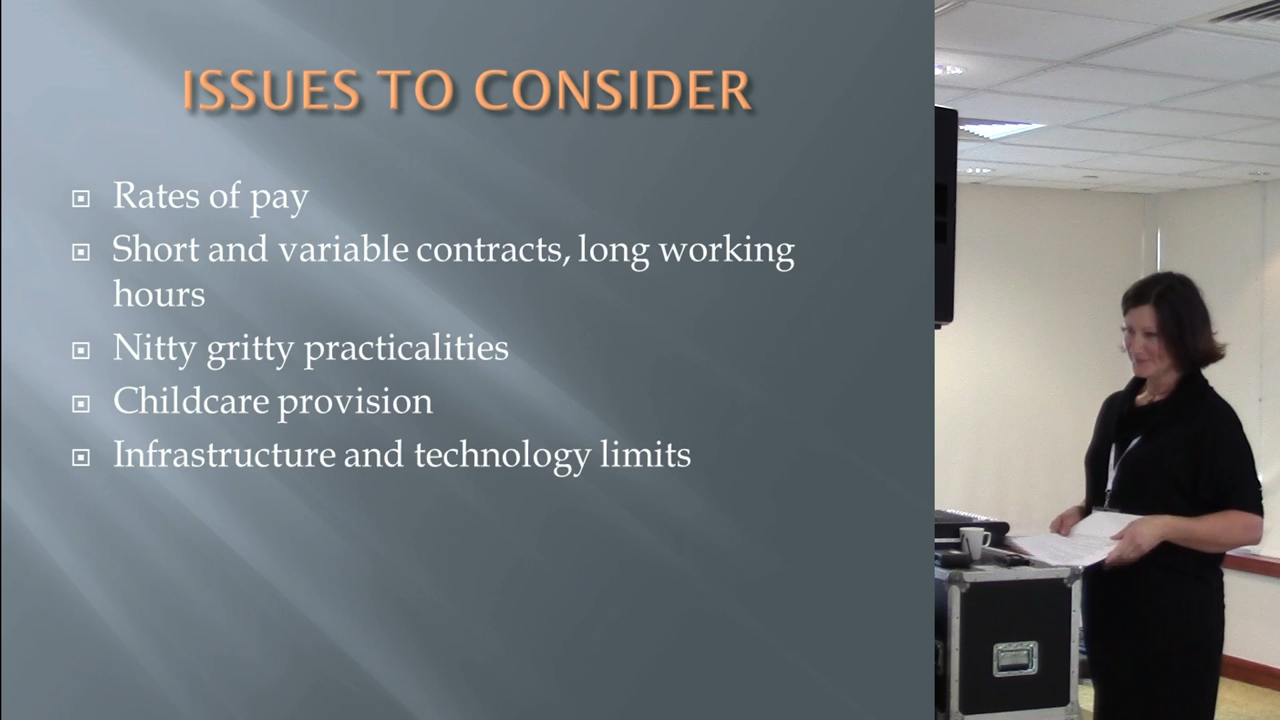 ISSUES TO CONSIDER
Rates of pay
Short and variable contracts, long working
hours
Nitty gritty practicalities
Childcare provision
Infrastructure and technology limits